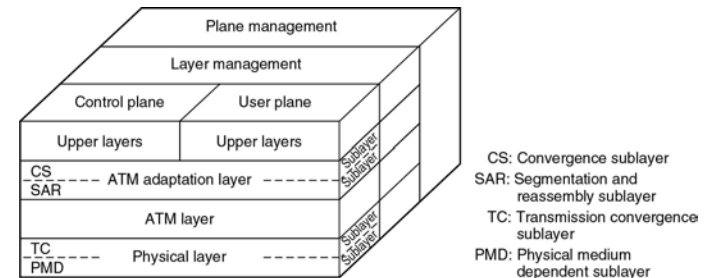 Plane management
Layer management
Control plane
User plane
Upper layers
Upper layers
Sublayer
Sublayer
CS
ATM adaptation layer
SAR
ATM layer
Sublayer
Sublayer
TC
Physical layer
PMD
CS: Convergence sublayer
SAR: Segmentation and
reassembly sublayer
TC: Transmission convergence
sublayer
PMD: Physical medium
dependent sublayer